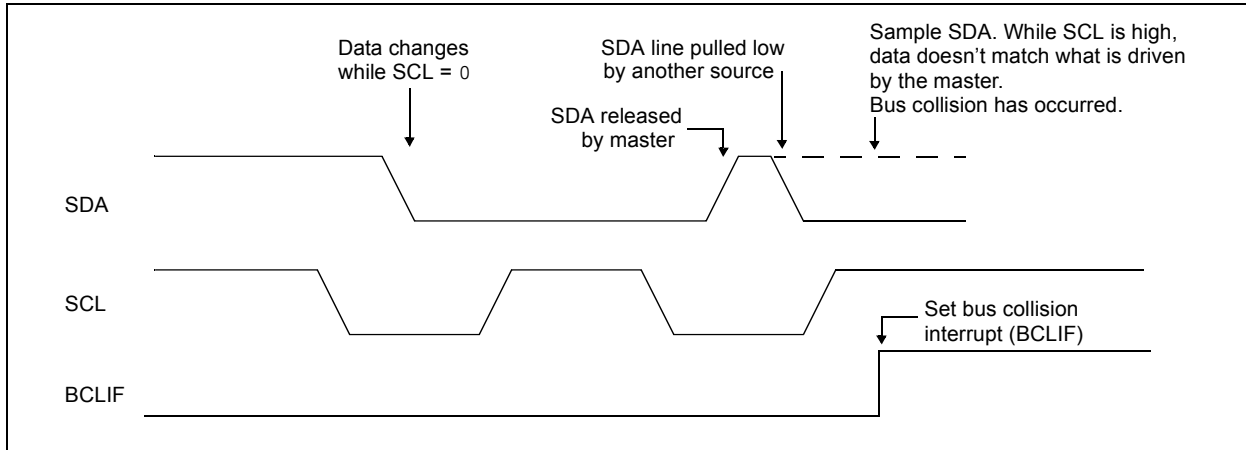 Data changes
while SCL = 0
SDA line pulled low
by another source
SDA released
by master
Sample SDA. While SCL is high,
data doesn’t match what is driven
by the master.
Bus collision has occurred.
SDA
SCL
Set bus collision
interrupt (BCLIF)
BCLIF